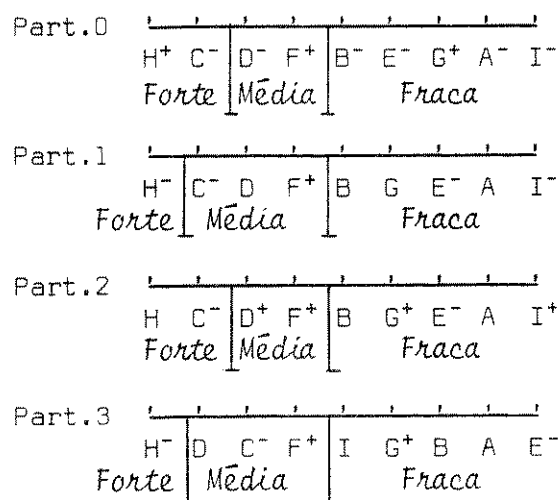 Part.0
H⁺ C⁻ D⁻ F⁺ B⁻ E⁻ G⁺ A⁻ I⁻
Forte Média Fraca
Part.1
H⁻ C⁻ D F⁺ B G E⁻ A I⁻
Forte Média Fraca
Part.2
H C⁻ D⁺ F⁺ B G⁺ E⁻ A I⁺
Forte Média Fraca
Part.3
H⁻ D C⁻ F⁺ I G⁺ B A E⁻
Forte Média Fraca